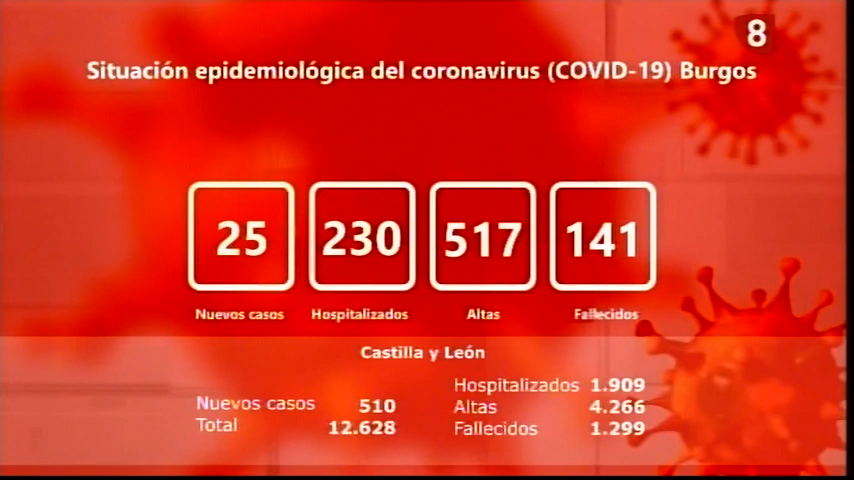 8
Situación epidemiológica del coronavirus (COVID-19) Burgos
25 230 517 141
Nuevos casos Hospitalizados Altas Fallecidos
Castilla y León
Nuevos casos 510
Total 12.628
Hospitalizados 1.909
Altas 4.266
Fallecidos 1.299